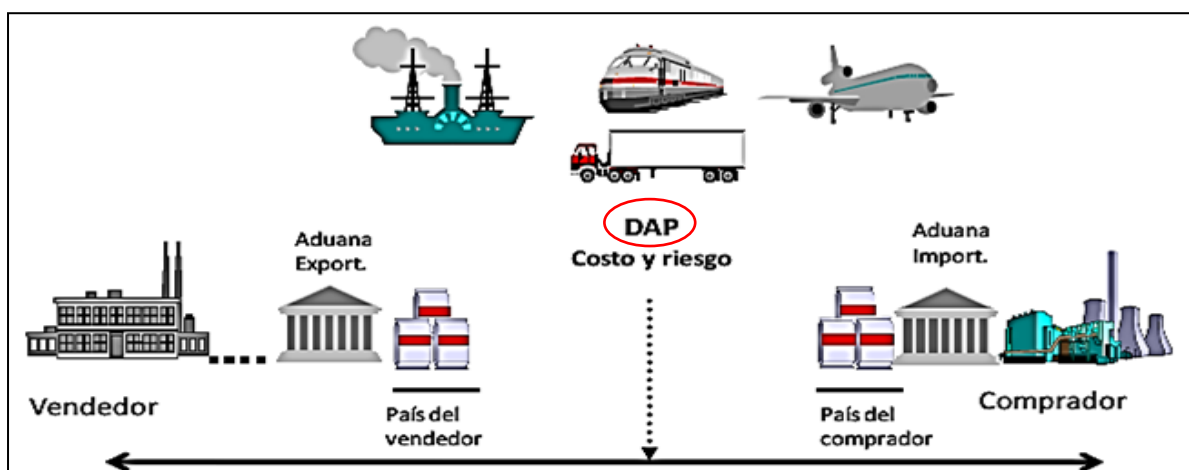 DAP
Costo y riesgo
Aduana
Export.
Aduana
Import.
Vendedor
País del
vendedor
País del
comprador
Comprador